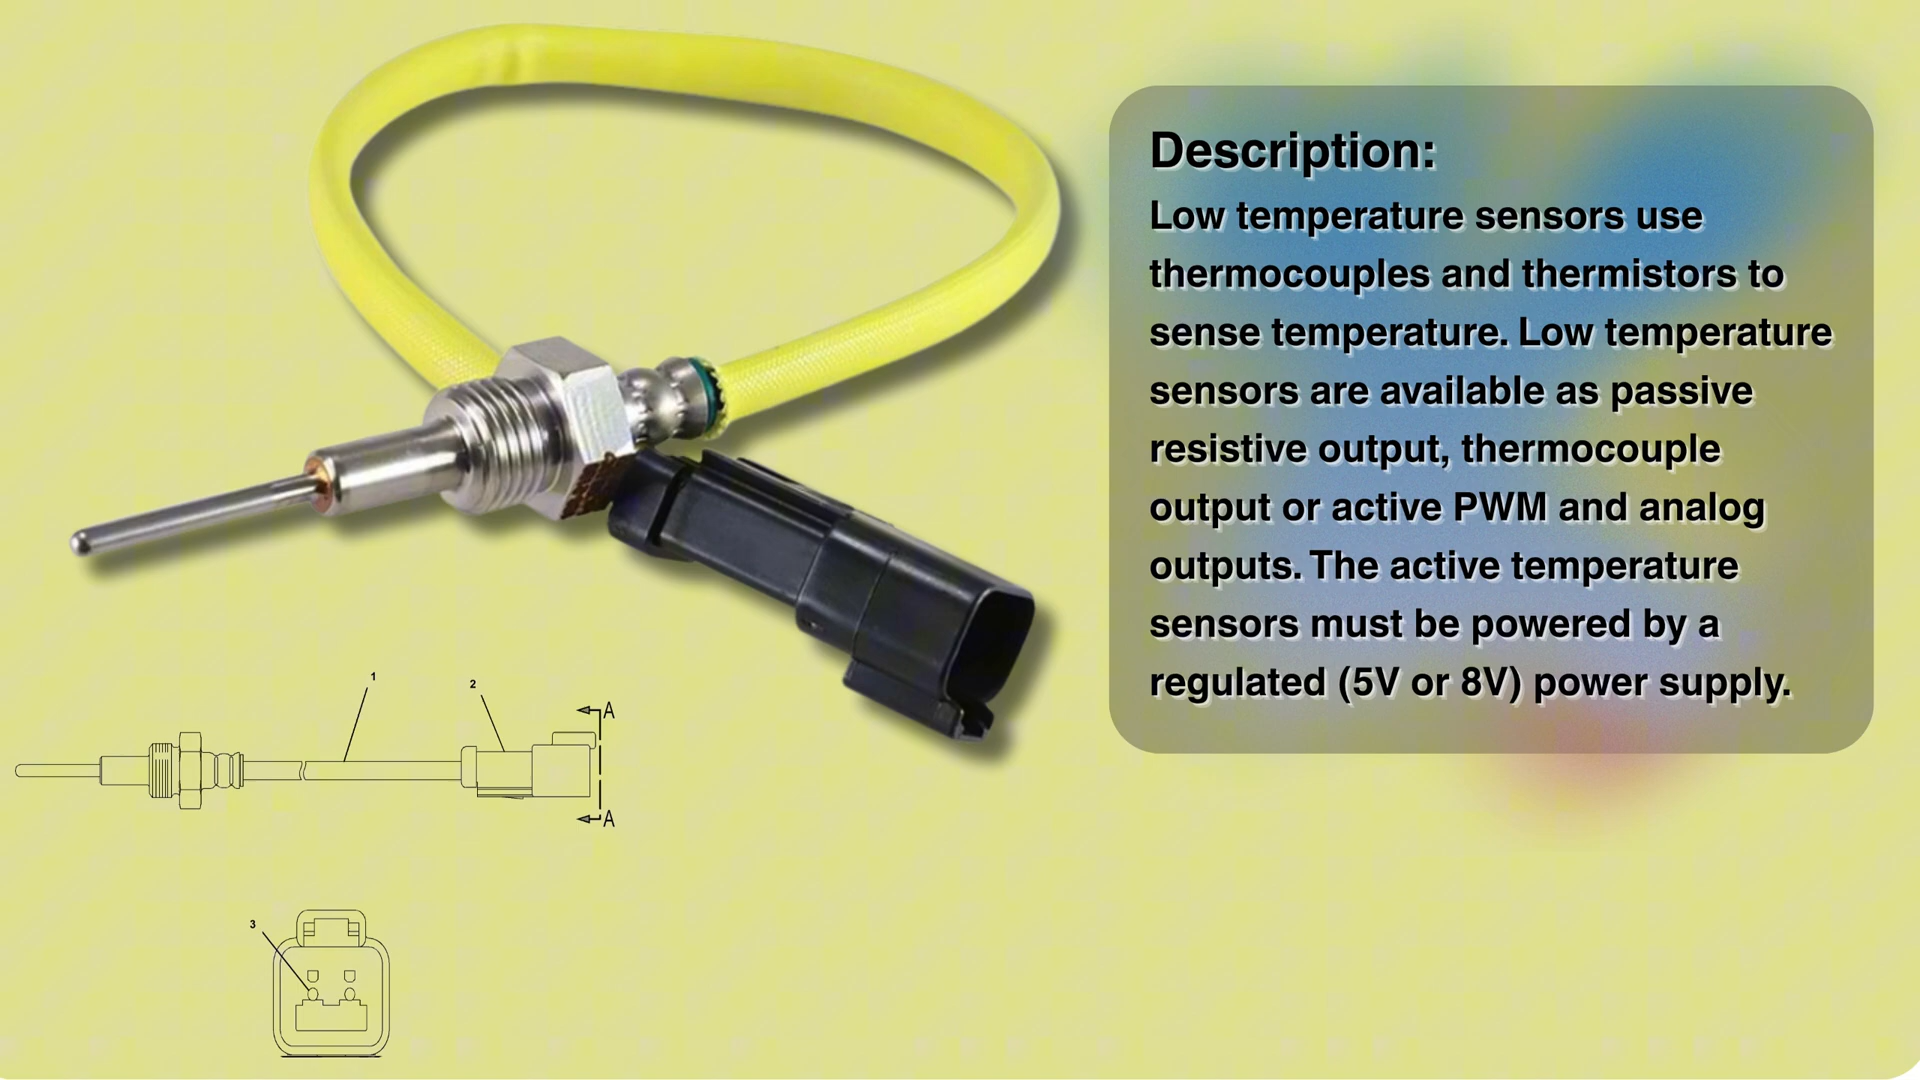 Description:
Low temperature sensors use
thermocouples and thermistors to
sense temperature. Low temperature
sensors are available as passive
resistive output, thermocouple
output or active PWM and analog
outputs. The active temperature
sensors must be powered by a
regulated (5V or 8V) power supply.
1
2
A
A
3